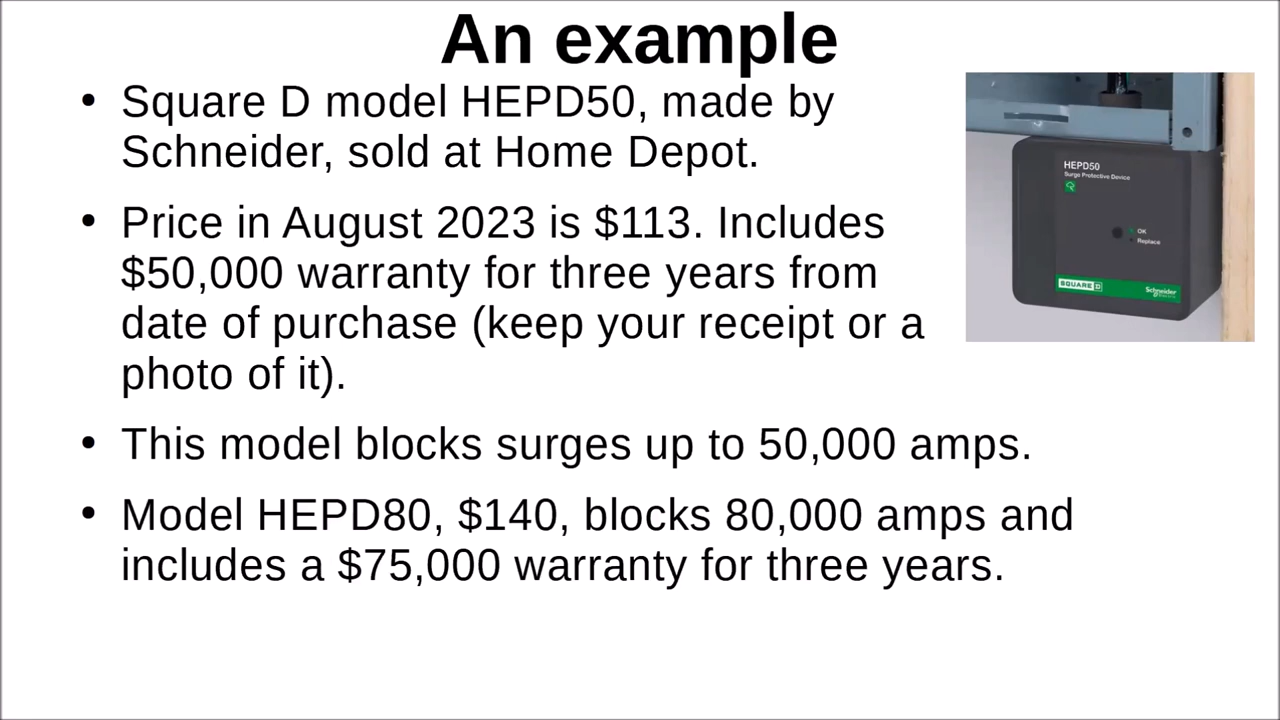 An example
• Square D model HEPD50, made by
Schneider, sold at Home Depot.
• Price in August 2023 is $113. Includes
$50,000 warranty for three years from
date of purchase (keep your receipt or a
photo of it).
• This model blocks surges up to 50,000 amps.
• Model HEPD80, $140, blocks 80,000 amps and
includes a $75,000 warranty for three years.
HEPD50
Surge Protective Device
OK
Replace
SQUARE D
Schneider